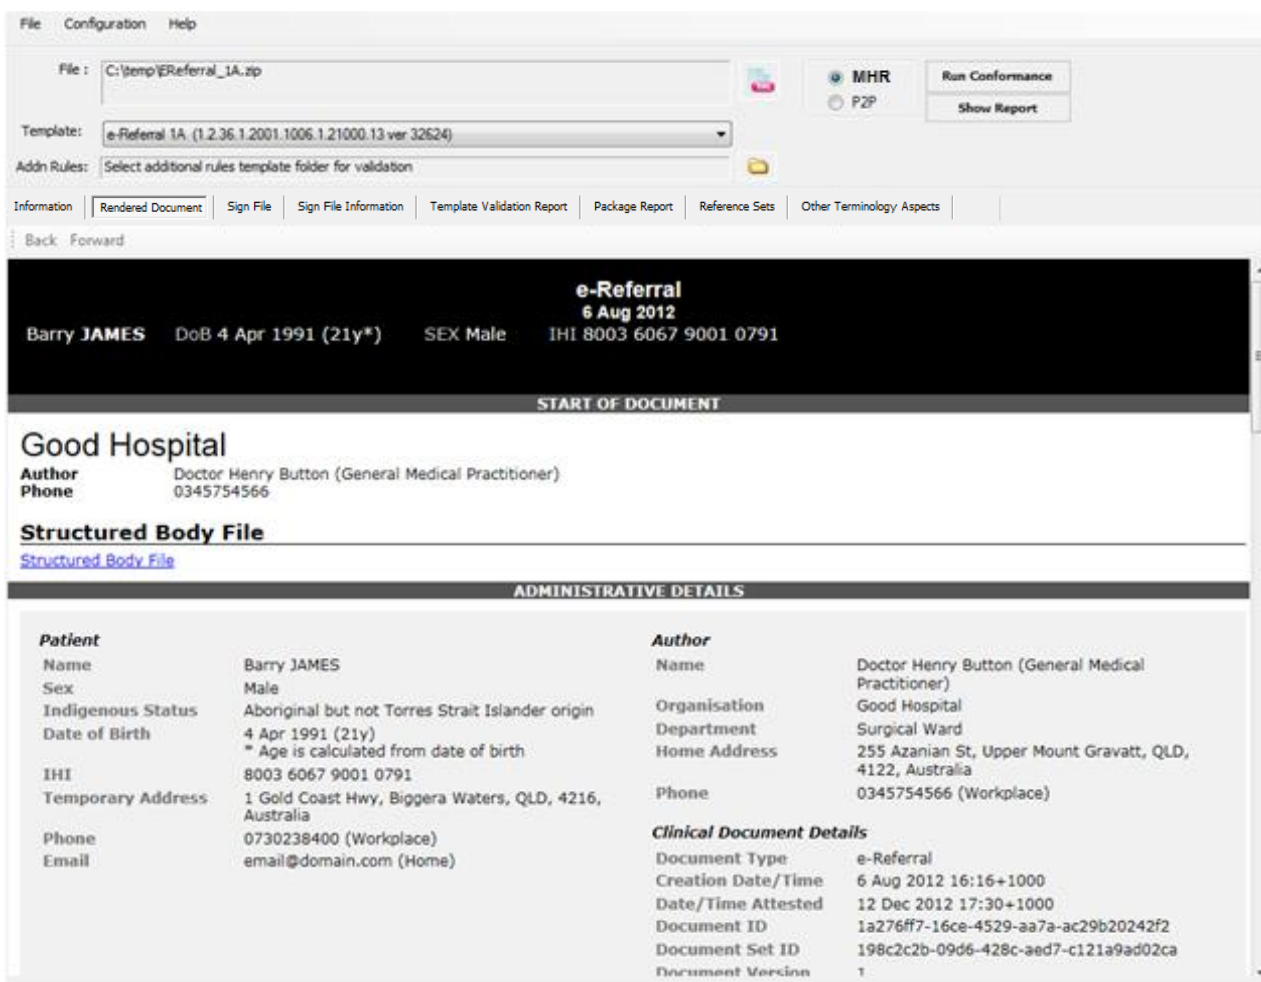 File Configuration Help
File : C:\temp\EReferral_1A.zip
MHR
Run Conformance
P2P
Show Report
Template: e-Referral 1A (1.2.36.1.2001.1006.1.21000.13 ver 32624)
Addn Rules: Select additional rules template folder for validation
Information Rendered Document Sign File Sign File Information Template Validation Report Package Report Reference Sets Other Terminology Aspects
Back Forward
e-Referral
6 Aug 2012
Barry JAMES DoB 4 Apr 1991 (21y*) SEX Male IHI 8003 6067 9001 0791
START OF DOCUMENT
Good Hospital
Author Doctor Henry Button (General Medical Practitioner)
Phone 0345754566
Structured Body File
Structured Body File
ADMINISTRATIVE DETAILS
Patient
Name Barry JAMES
Sex Male
Indigenous Status Aboriginal but not Torres Strait Islander origin
Date of Birth 4 Apr 1991 (21y)
* Age is calculated from date of birth
IHI 8003 6067 9001 0791
Temporary Address 1 Gold Coast Hwy, Biggera Waters, QLD, 4216,
Australia
Phone 0730238400 (Workplace)
Email email@domain.com (Home)
Author
Name Doctor Henry Button (General Medical
Practitioner)
Organisation Good Hospital
Department Surgical Ward
Home Address 255 Azanian St, Upper Mount Gravatt, QLD,
4122, Australia
Phone 0345754566 (Workplace)
Clinical Document Details
Document Type e-Referral
Creation Date/Time 6 Aug 2012 16:16+1000
Date/Time Attested 12 Dec 2012 17:30+1000
Document ID 1a276ff7-16ce-4529-aa7a-ac29b20242f2
Document Set ID 198c2c2b-09d6-428c-aed7-c121a9ad02ca
Document Version 1